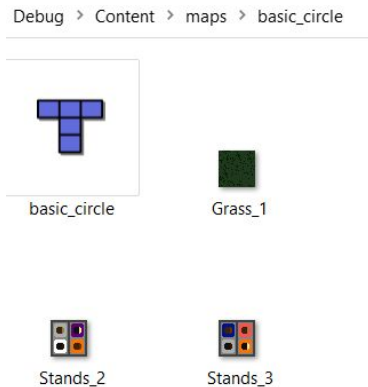 Debug > Content > maps > basic_circle
basic_circle
Grass_1
Stands_2
Stands_3